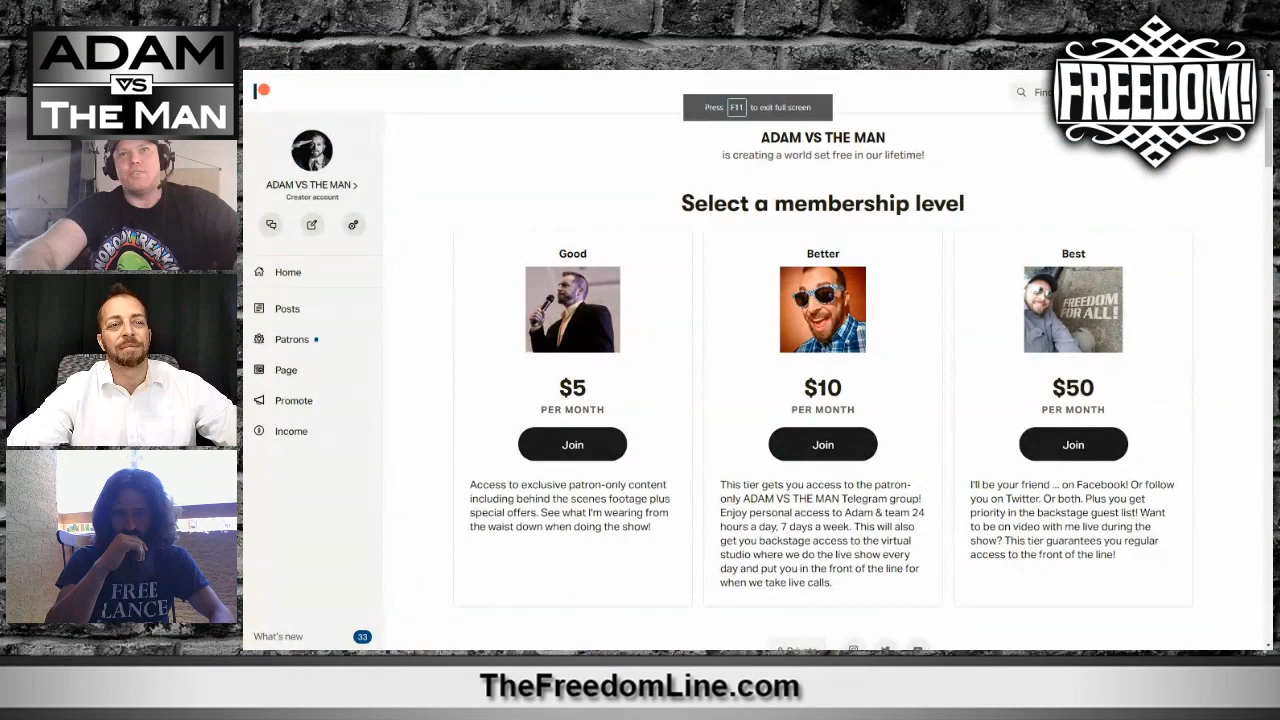 ADAM
VS
THE MAN
FREEDOM!
Press F11 to exit full screen
ADAM VS THE MAN
is creating a world set free in our lifetime!
ADAM VS THE MAN
Creator account
Home
Posts
Patrons
Page
Promote
Income
What's new
33
Select a membership level
Good
$5
PER MONTH
Join
Access to exclusive patron-only content
including behind the scenes footage plus
special offers. See what I'm wearing from
the waist down when doing the show!
Better
$10
PER MONTH
Join
This tier gets you access to the patron-
only ADAM VS THE MAN Telegram group!
Enjoy personal access to Adam & team 24
hours a day, 7 days a week. This will also
get you backstage access to the virtual
studio where we do the live show every
day and put you in the front of the line for
when we take live calls.
Best
FREEDOM
FOR ALL!
$50
PER MONTH
Join
I'll be your friend ... on Facebook! Or follow
you on Twitter. Or both. Plus you get
priority in the backstage guest list! Want
to be on video with me live during the
show? This tier guarantees you regular
access to the front of the line!
FREE
LANCE
TheFreedomLine.com